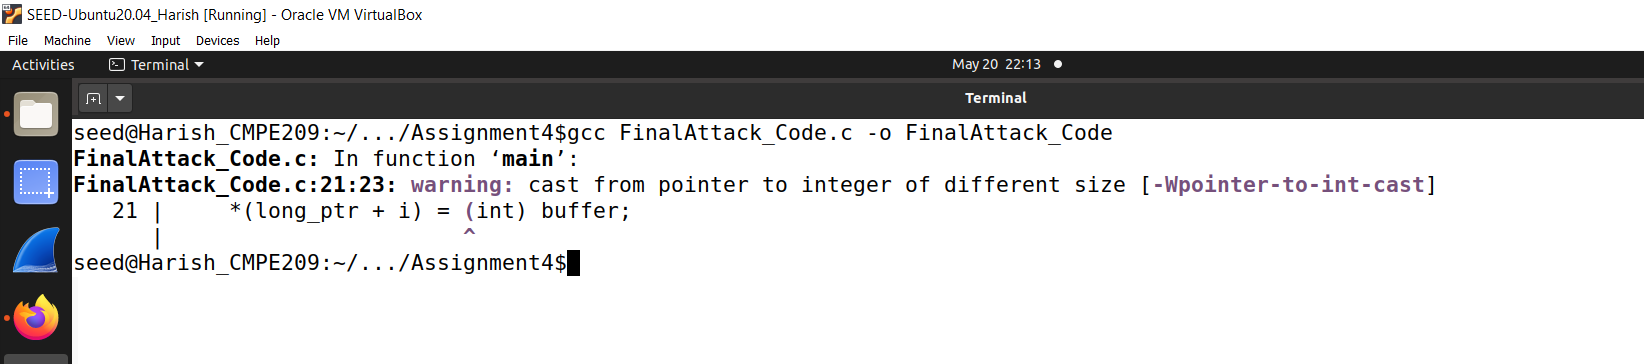 SEED-Ubuntu20.04_Harish [Running] - Oracle VM VirtualBox
File Machine View Input Devices Help
Activities Terminal May 20 22:13
Terminal
seed@Harish_CMPE209:~/.../Assignment4$gcc FinalAttack_Code.c -o FinalAttack_Code
FinalAttack_Code.c: In function ‘main’:
FinalAttack_Code.c:21:23: warning: cast from pointer to integer of different size [-Wpointer-to-int-cast]
   21 |     *(long_ptr + i) = (int) buffer;
      |                       ^
seed@Harish_CMPE209:~/.../Assignment4$